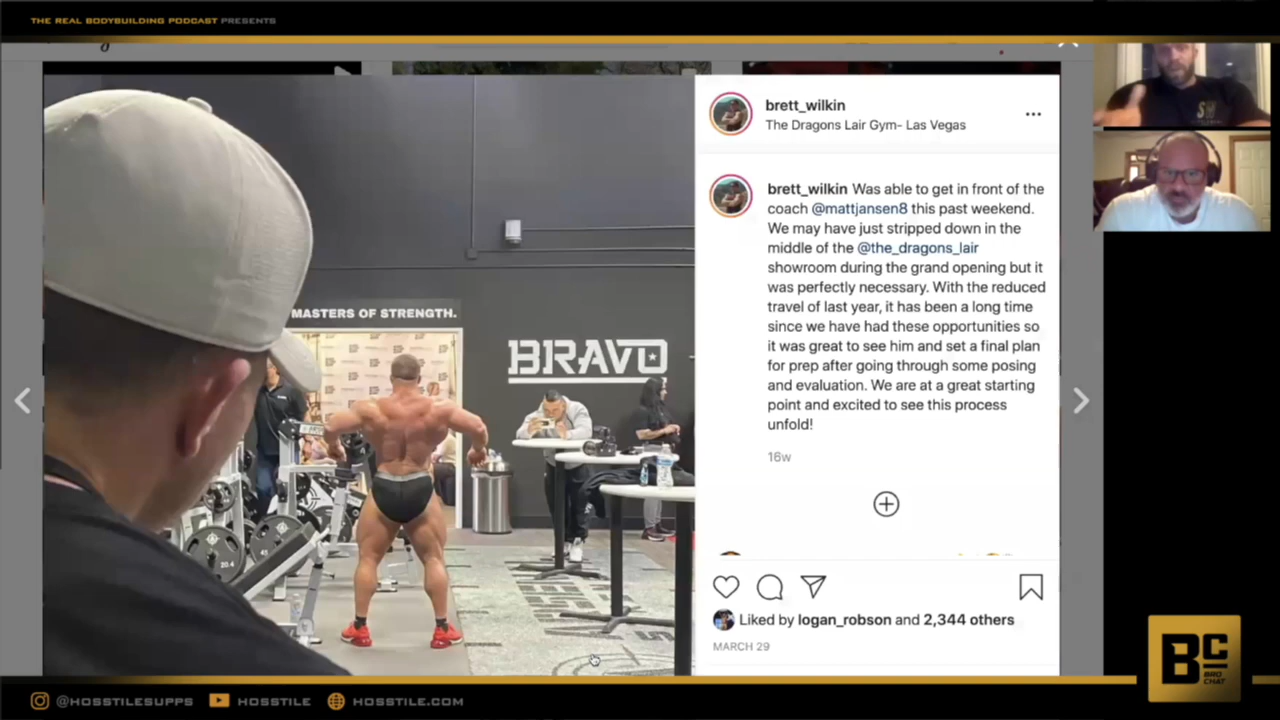 THE REAL BODYBUILDING PODCAST PRESENTS
brett_wilkin
The Dragons Lair Gym- Las Vegas
brett_wilkin Was able to get in front of the
coach @mattjansen8 this past weekend.
We may have just stripped down in the
middle of the @the_dragons_lair
showroom during the grand opening but it
was perfectly necessary. With the reduced
travel of last year, it has been a long time
since we have had these opportunities so
it was great to see him and set a final plan
for prep after going through some posing
and evaluation. We are at a great starting
point and excited to see this process
unfold!
16w
Liked by logan_robson and 2,344 others
MARCH 29
MASTERS OF STRENGTH.
BRAVO
20.4
45
BC
BRO
CHAT
@HOSSTILESUPPS
HOSSTILE
HOSSTILE.COM